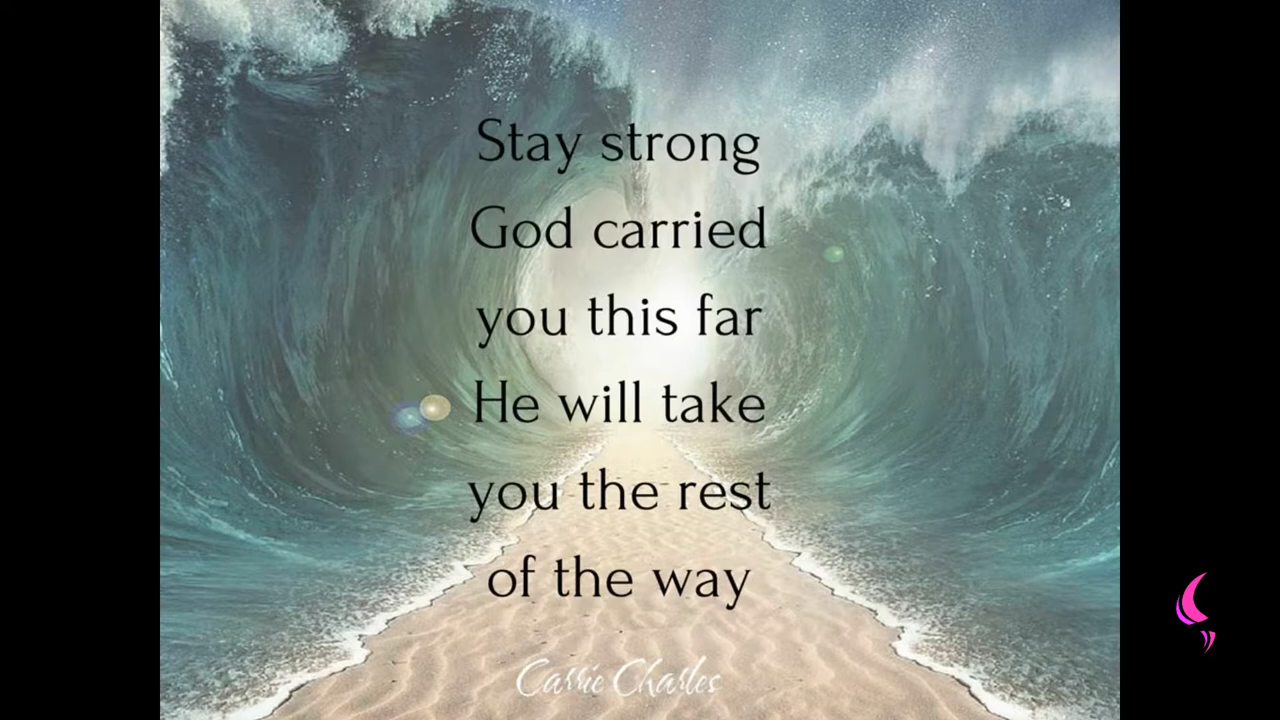 Stay strong
God carried
you this far
He will take
you the rest
of the way
Carrie Charles